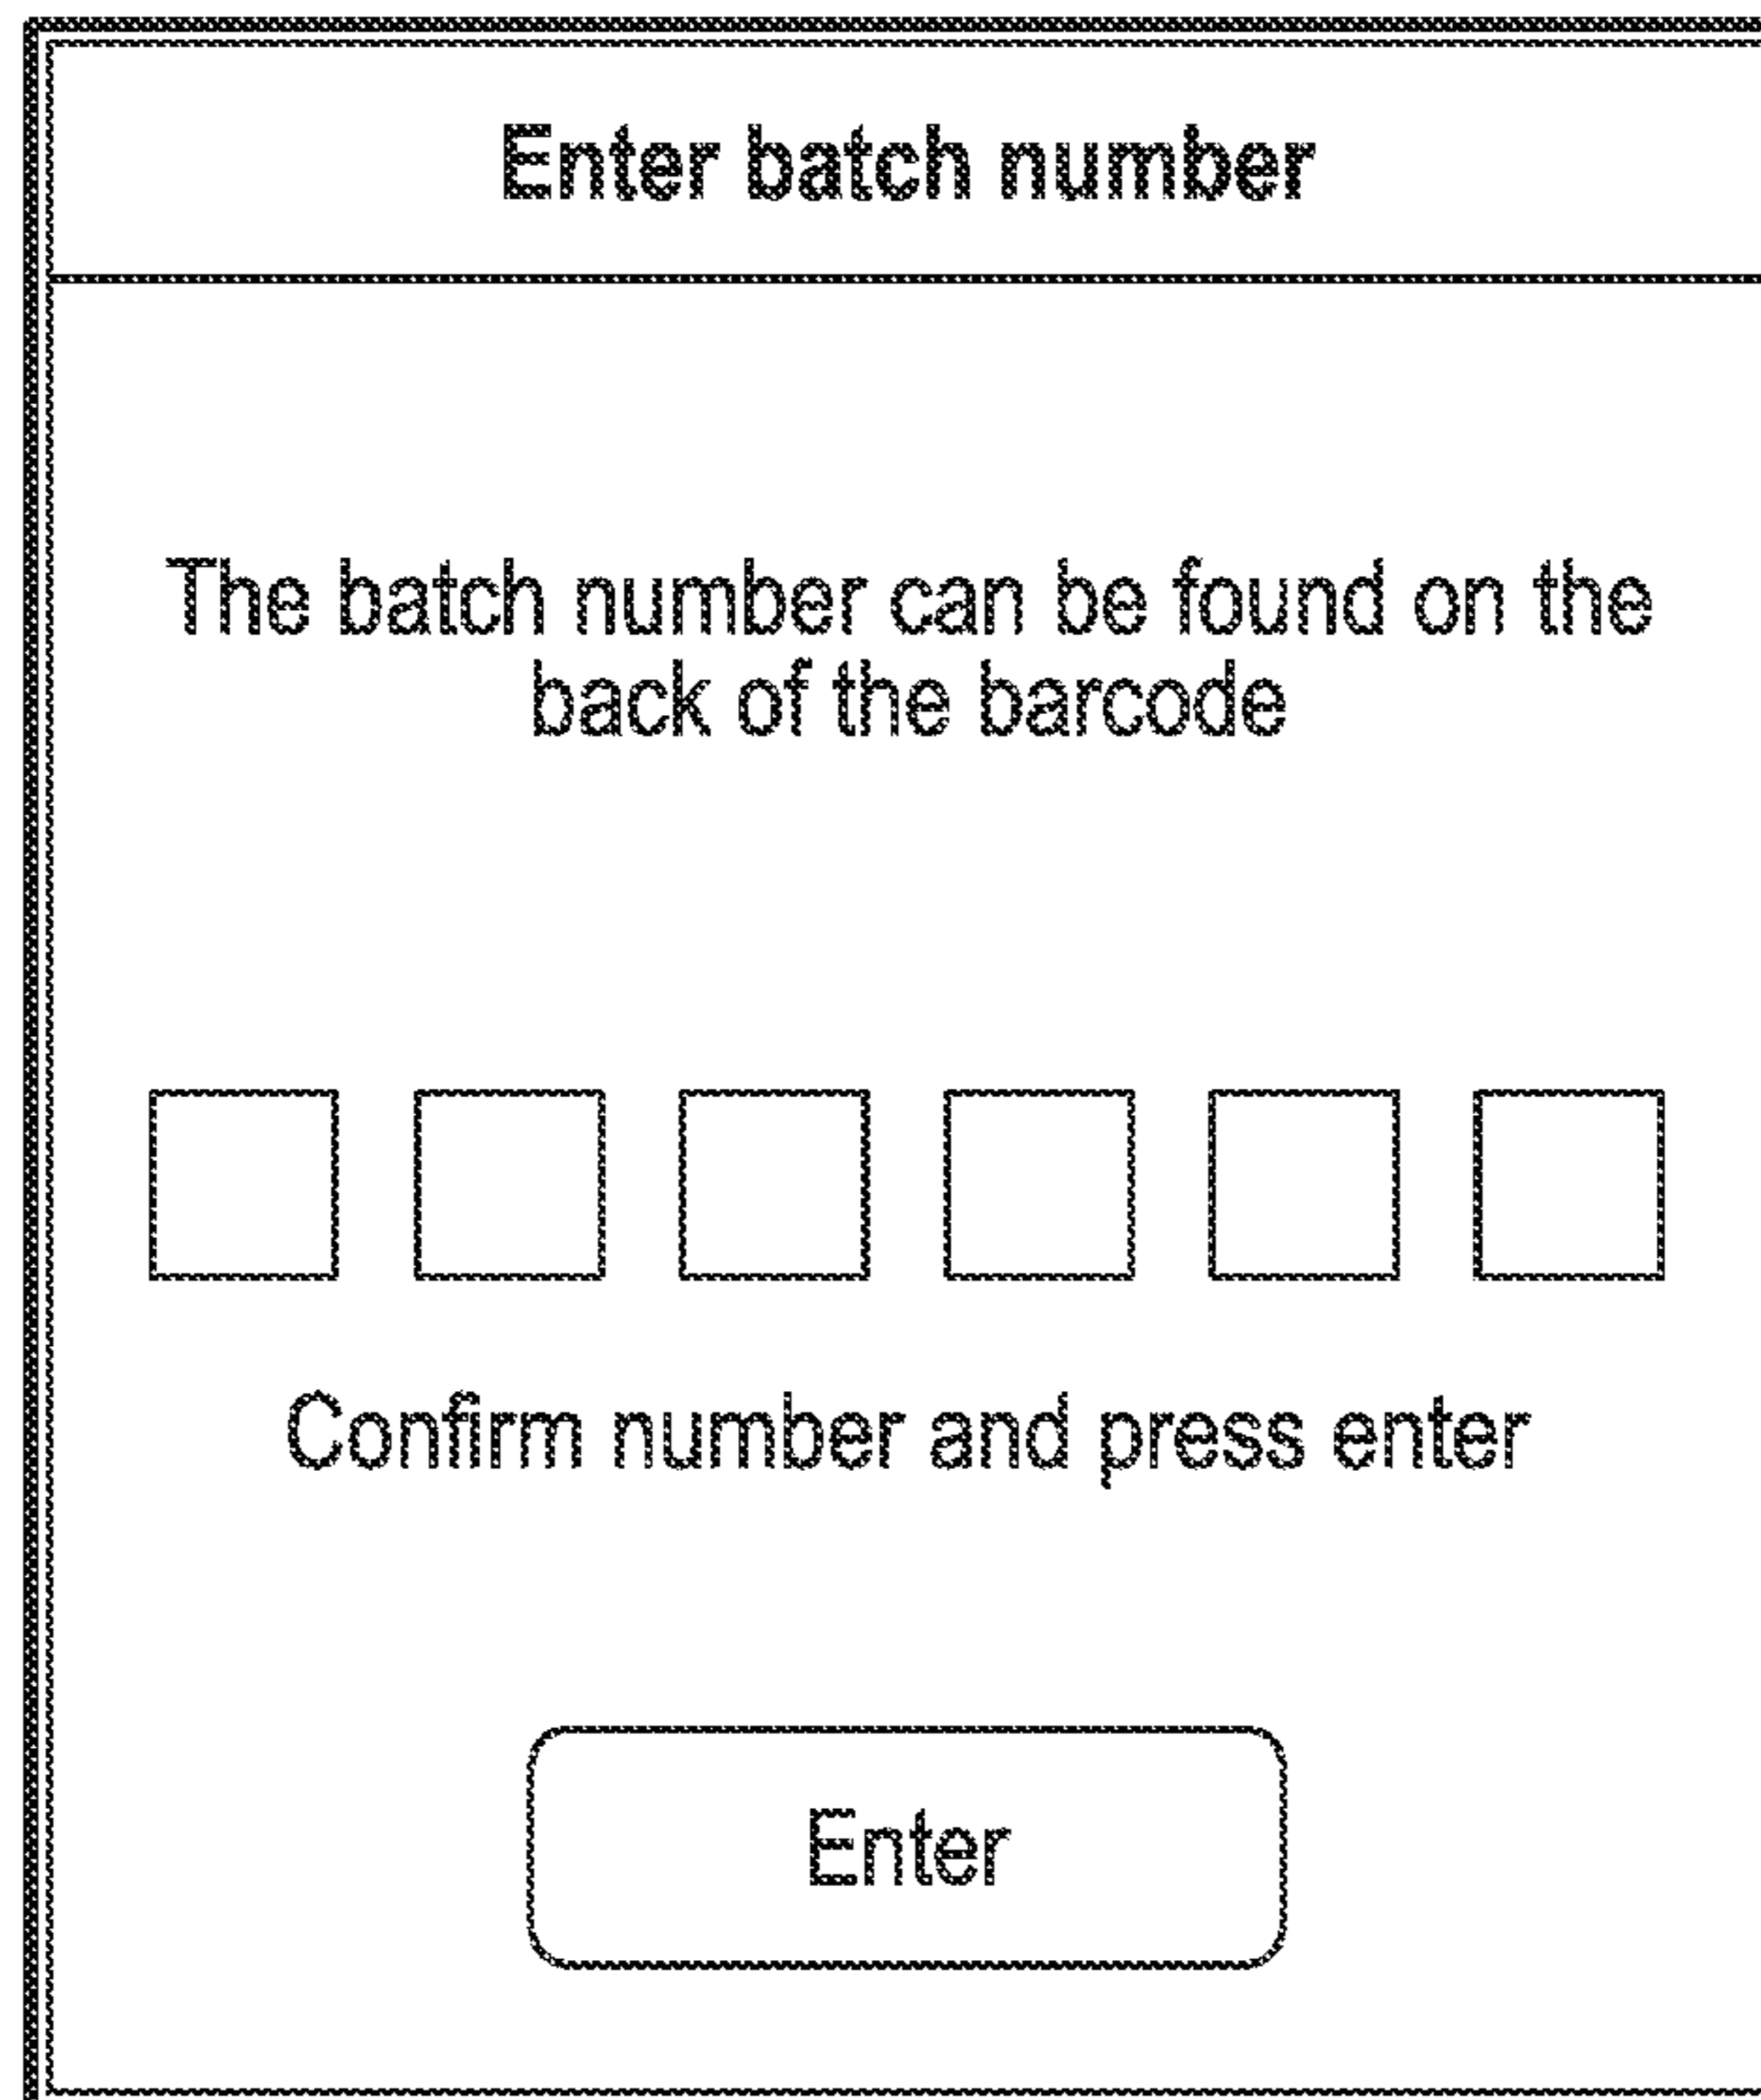 Enter batch number
The batch number can be found on the
back of the barcode
Confirm number and press enter
Enter